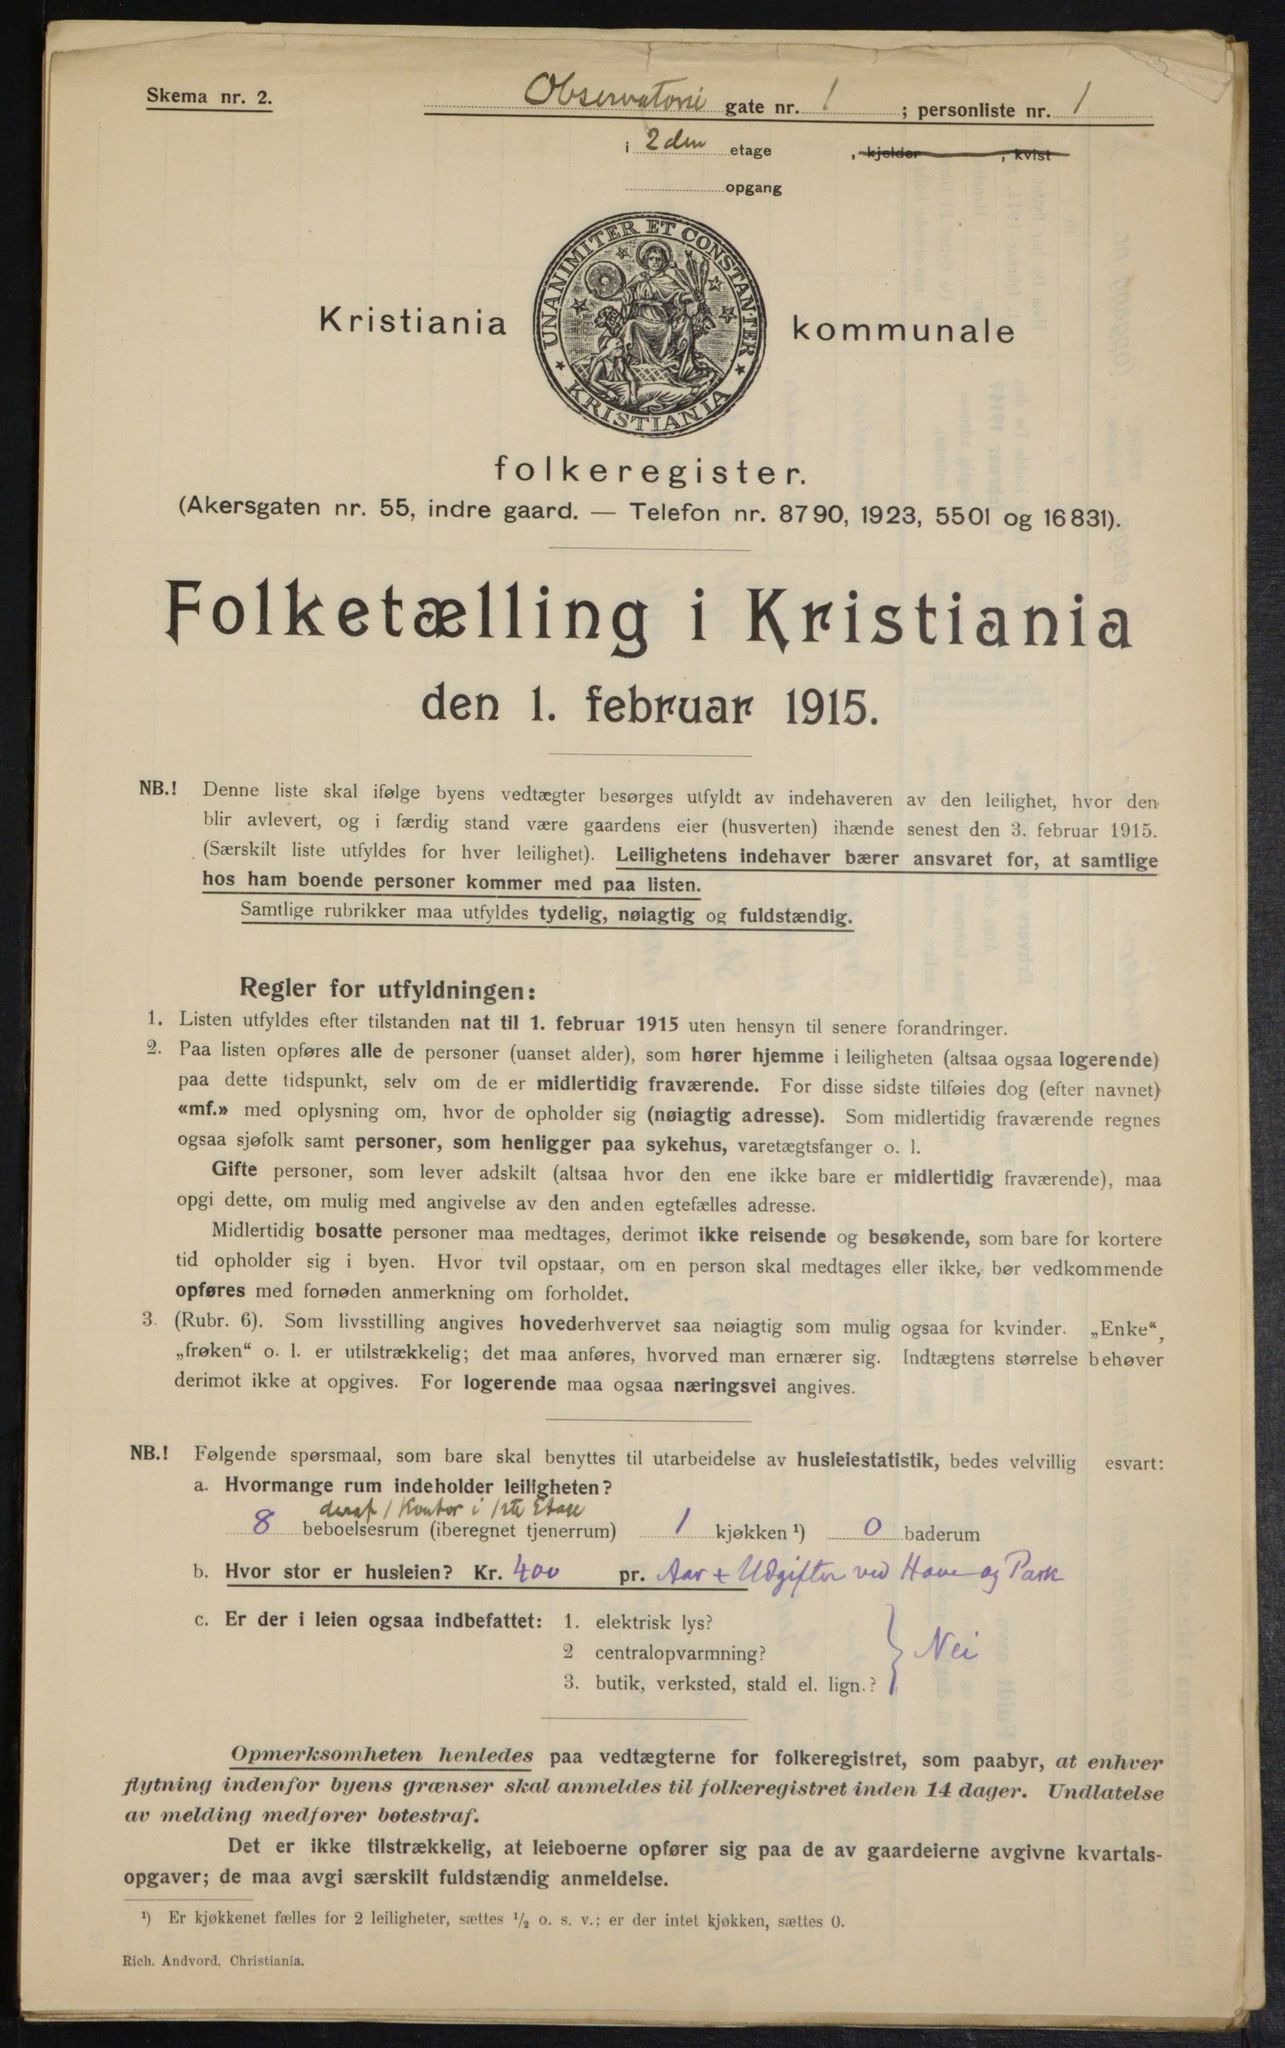 Skema nr. 2.
Observatorie gate nr. 1 ; personliste nr. 1
i 2den etage , kjelder , kvist
opgang
UNANIMITER ET CONSTANTER
KRISTIANIA
Kristiania kommunale
folkeregister.
(Akersgaten nr. 55, indre gaard. — Telefon nr. 8790, 1923, 5501 og 16831).
Folketælling i Kristiania
den 1. februar 1915.
NB.! Denne liste skal ifølge byens vedtægter besørges utfyldt av indehaveren av den leilighet, hvor den
blir avlevert, og i færdig stand være gaardens eier (husverten) ihænde senest den 3. februar 1915.
(Særskilt liste utfyldes for hver leilighet). Leilighetens indehaver bærer ansvaret for, at samtlige
hos ham boende personer kommer med paa listen.
Samtlige rubrikker maa utfyldes tydelig, nøiagtig og fuldstændig.
Regler for utfyldningen:
1. Listen utfyldes efter tilstanden nat til 1. februar 1915 uten hensyn til senere forandringer.
2. Paa listen opføres alle de personer (uanset alder), som hører hjemme i leiligheten (altsaa ogsaa logerende)
paa dette tidspunkt, selv om de er midlertidig fraværende. For disse sidste tilføies dog (efter navnet)
«mf.» med oplysning om, hvor de opholder sig (nøiagtig adresse). Som midlertidig fraværende regnes
ogsaa sjøfolk samt personer, som henligger paa sykehus, varetægtsfanger o. l.
Gifte personer, som lever adskilt (altsaa hvor den ene ikke bare er midlertidig fraværende), maa
opgi dette, om mulig med angivelse av den anden egtefælles adresse.
Midlertidig bosatte personer maa medtages, derimot ikke reisende og besøkende, som bare for kortere
tid opholder sig i byen. Hvor tvil opstaar, om en person skal medtages eller ikke, bør vedkommende
opføres med fornøden anmerkning om forholdet.
3. (Rubr. 6). Som livsstilling angives hovederhvervet saa nøiagtig som mulig ogsaa for kvinder. „Enke“,
„frøken“ o. l. er utilstrækkelig; det maa anføres, hvorved man ernærer sig. Indtægtens størrelse behøver
derimot ikke at opgives. For logerende maa ogsaa næringsvei angives.
NB.! Følgende spørsmaal, som bare skal benyttes til utarbeidelse av husleiestatistik, bedes velvillig esvart:
a. Hvormange rum indeholder leiligheten?
deraf 1 Kontor i 1ste Etage
8 beboelsesrum (iberegnet tjenerrum) 1 kjøkken ¹) 0 baderum
b. Hvor stor er husleien? Kr. 400 pr. Aar + Udgifter ved Have og Park
c. Er der i leien ogsaa indbefattet: 1. elektrisk lys?
2 centralopvarmning? Nei
3. butik, verksted, stald el. lign.?
Opmerksomheten henledes paa vedtægterne for folkeregistret, som paabyr, at enhver
flytning indenfor byens grænser skal anmeldes til folkeregistret inden 14 dager. Undlatelse
av melding medfører bøtestraf.
Det er ikke tilstrækkelig, at leieboerne opfører sig paa de av gaardeierne avgivne kvartals-
opgaver; de maa avgi særskilt fuldstændig anmeldelse.
¹) Er kjøkkenet fælles for 2 leiligheter, sættes ½ o. s. v.; er der intet kjøkken, sættes 0.
Rich. Andvord, Christiania.